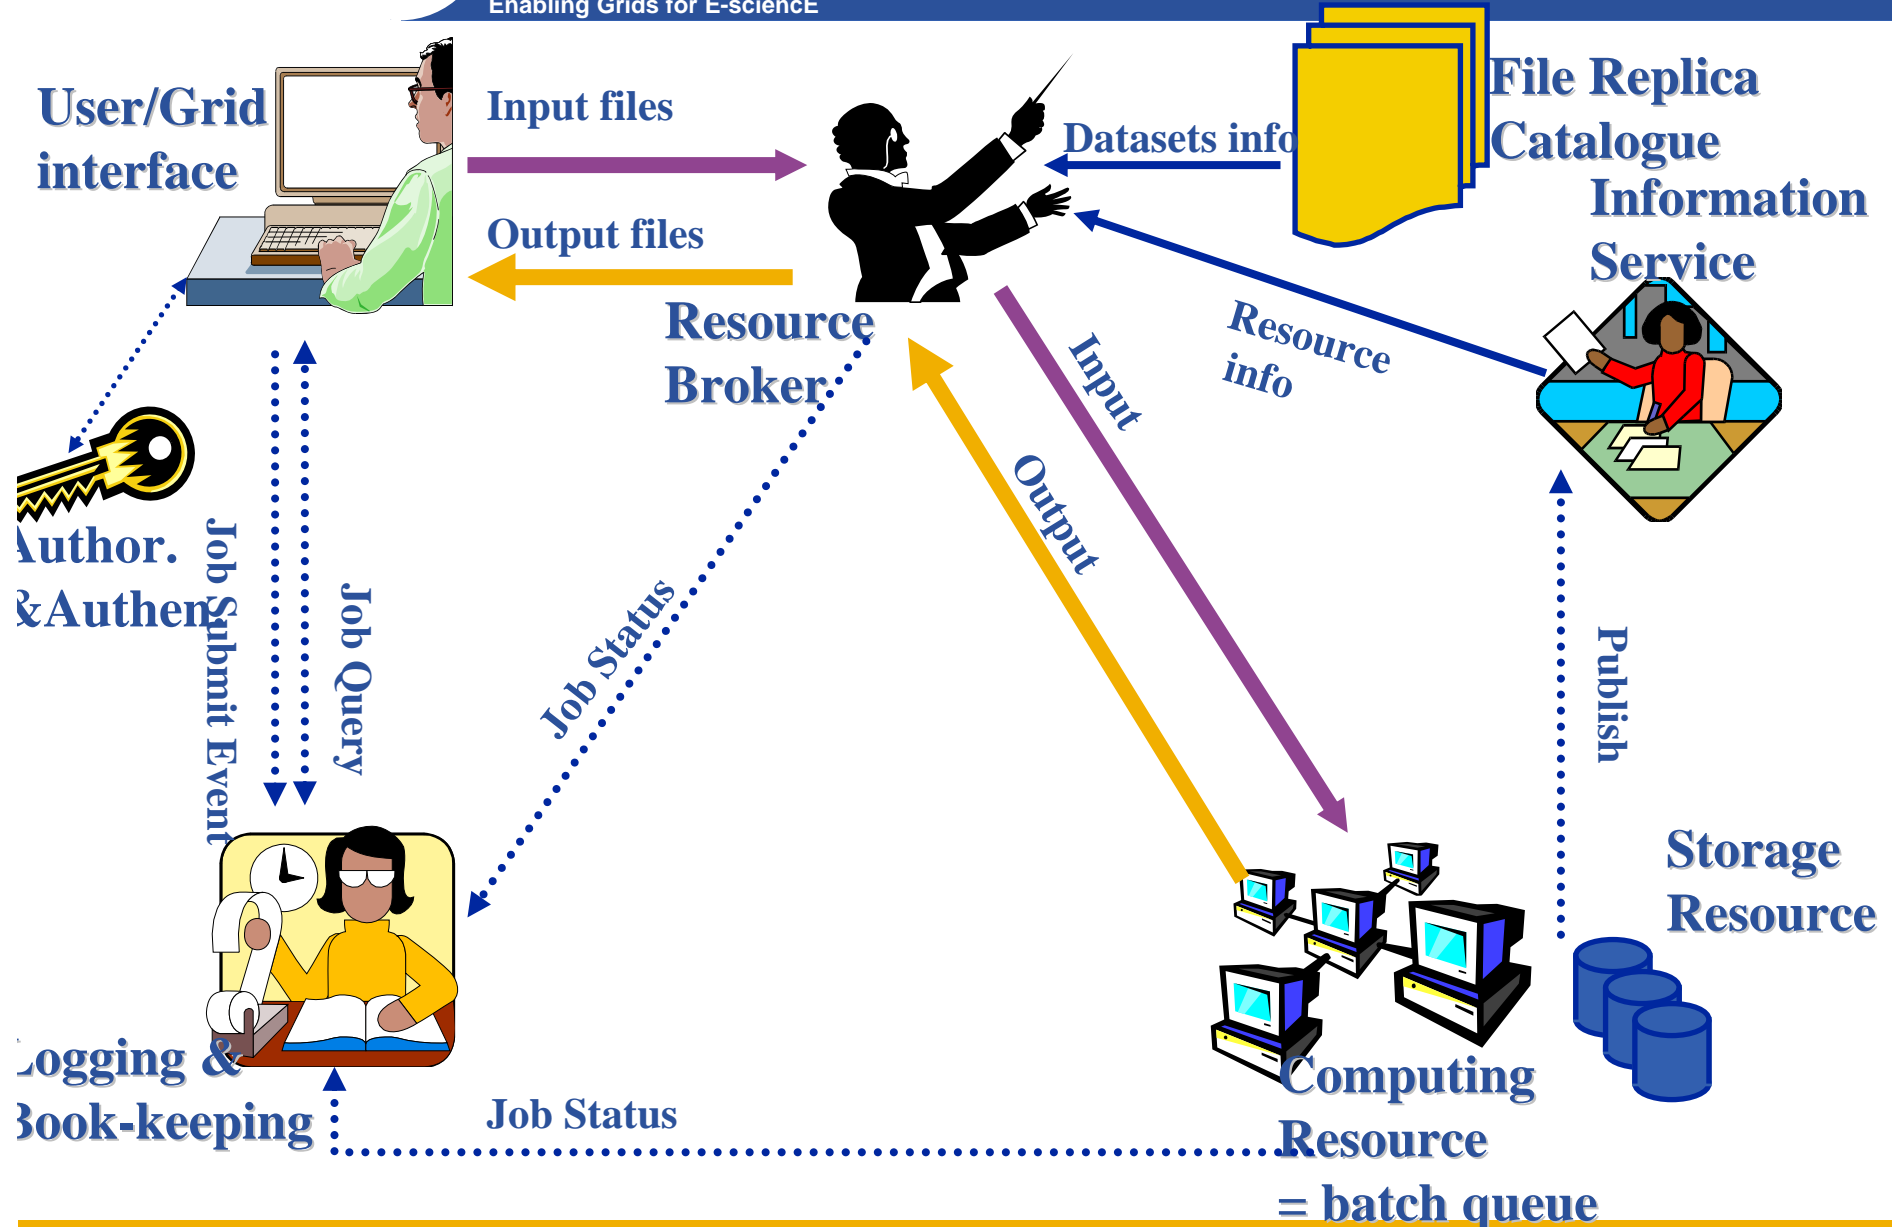 Enabling Grids for E-sciencE
User/Grid
interface
Input files
Output files
Datasets info
File Replica
Catalogue
Information
Service
Resource
Broker
Resource
info
Input
Output
Author.
&Authen.
Job Submit Event
Job Query
Job Status
Publish
Storage
Resource
Logging &
Book-keeping
Job Status
Computing
Resource
= batch queue